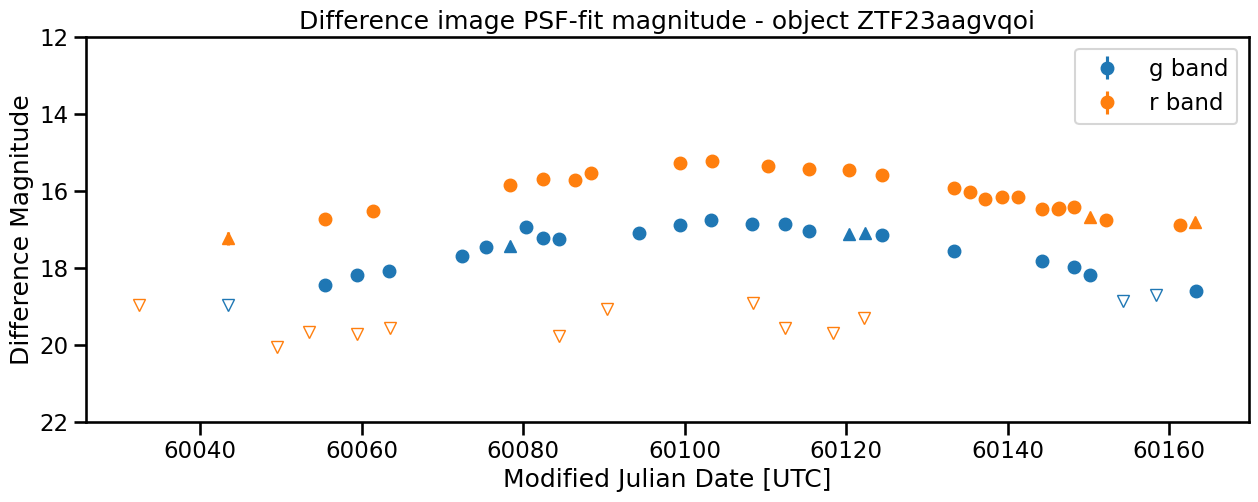 Difference image PSF-fit magnitude - object ZTF23aagvqoi
12
14
16
18
20
22
Difference Magnitude
g band
r band
60040
60060
60080
60100
60120
60140
60160
Modified Julian Date [UTC]